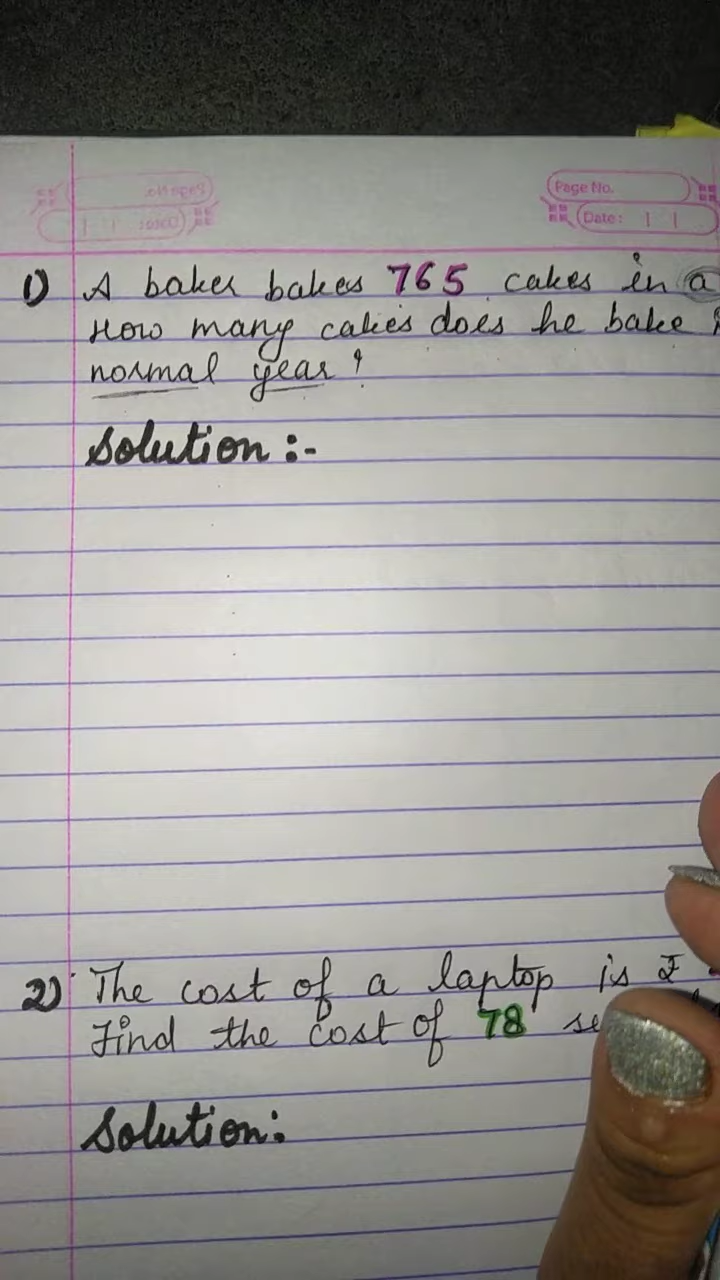 Page No.
Date:
1) A baker bakes 765 cakes in a
How many cakes does he bake
normal year?
Solution :-
2) The cost of a laptop is ₹
Find the cost of 78
Solution: